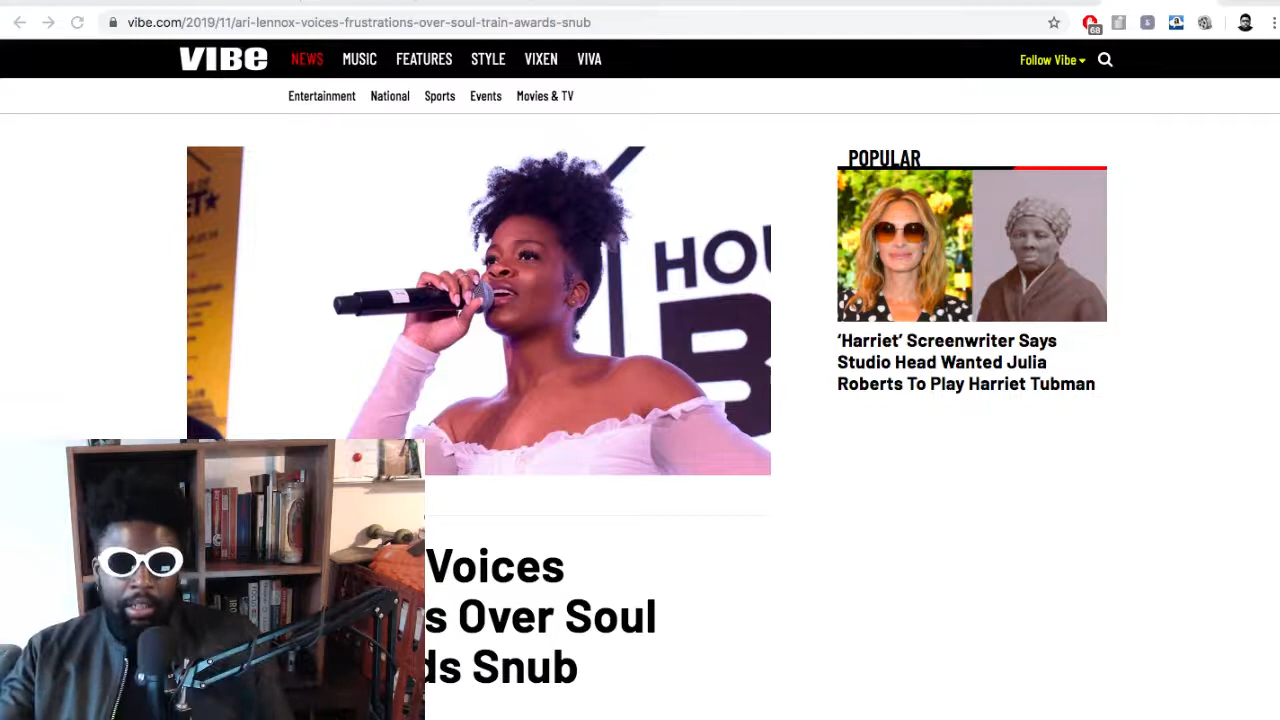 vibe.com/2019/11/ari-lennox-voices-frustrations-over-soul-train-awards-snub
68
VIBE NEWS MUSIC FEATURES STYLE VIXEN VIVA Follow Vibe
Entertainment National Sports Events Movies & TV
HOU
B
POPULAR
‘Harriet’ Screenwriter Says
Studio Head Wanted Julia
Roberts To Play Harriet Tubman
Voices
s Over Soul
ds Snub